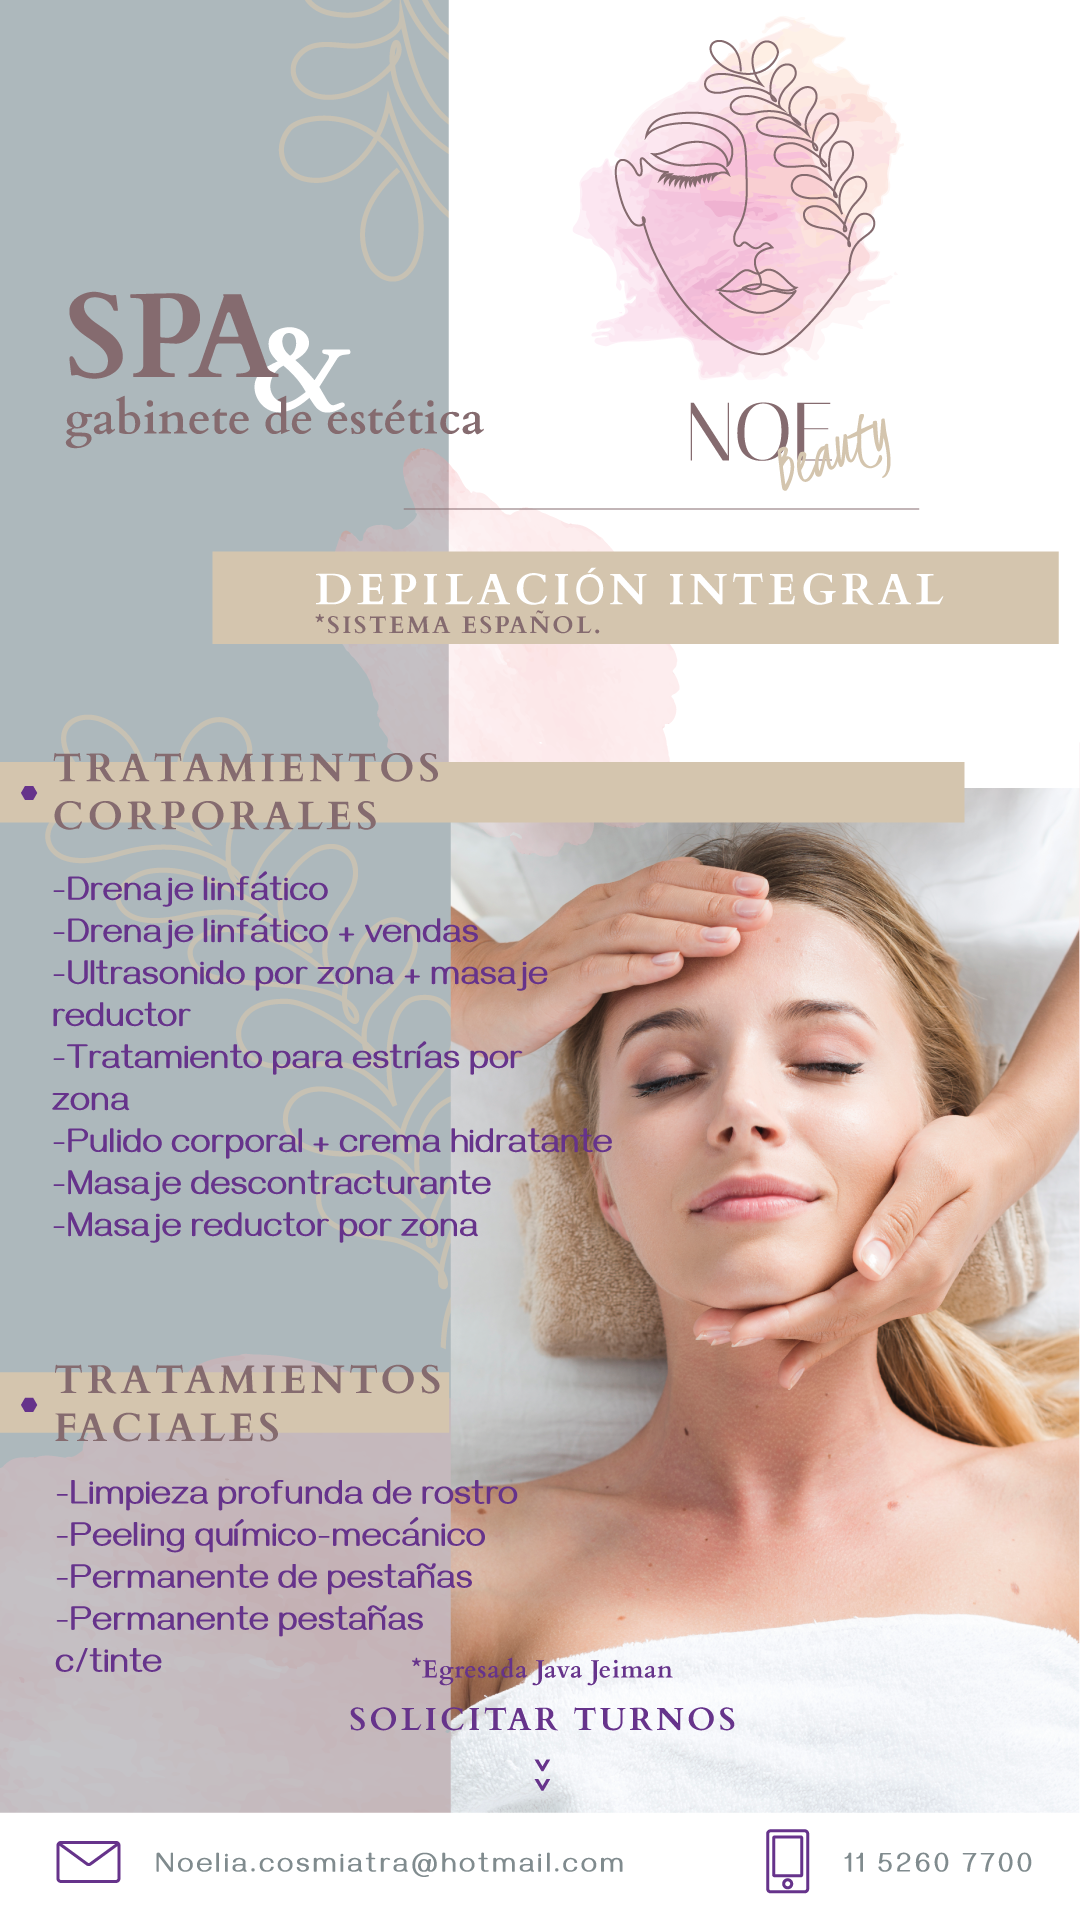 SPA
&
gabinete de estética
NOE
Beauty
DEPILACIÓN INTEGRAL
*SISTEMA ESPAÑOL.
TRATAMIENTOS
CORPORALES
-Drenaje linfático
-Drenaje linfático + vendas
-Ultrasonido por zona + masaje
reductor
-Tratamiento para estrías por
zona
-Pulido corporal + crema hidratante
-Masaje descontracturante
-Masaje reductor por zona
TRATAMIENTOS
FACIALES
-Limpieza profunda de rostro
-Peeling químico-mecánico
-Permanente de pestañas
-Permanente pestañas
c/tinte
*Egresada Java Jeiman
SOLICITAR TURNOS
Noelia.cosmiatra@hotmail.com
11 5260 7700